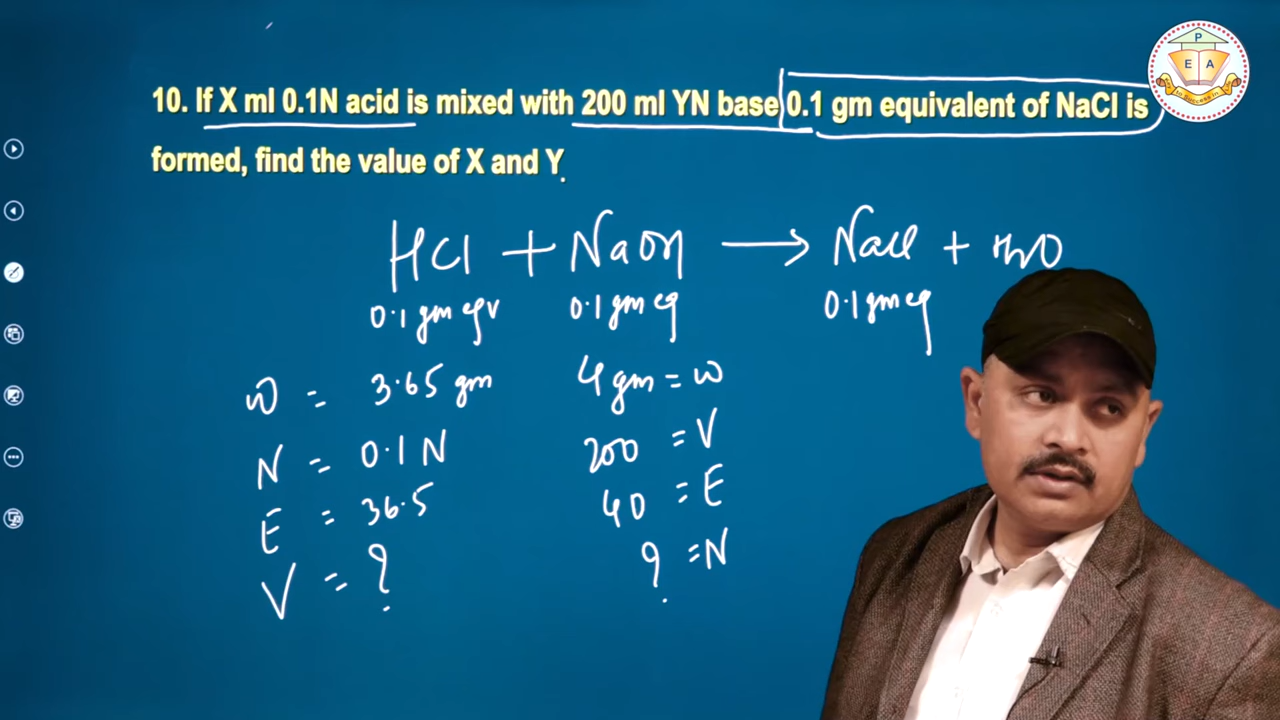 P
E A
10. If X ml 0.1N acid is mixed with 200 ml YN base 0.1 gm equivalent of NaCl is
formed, find the value of X and Y.
HCl + NaOH → NaCl + H2O
0.1 gm eqv 0.1 gm eq 0.1 gm eq
w = 3.65 gm 4 gm = w
N = 0.1 N 200 = V
E = 36.5 40 = E
V = ? ? = N